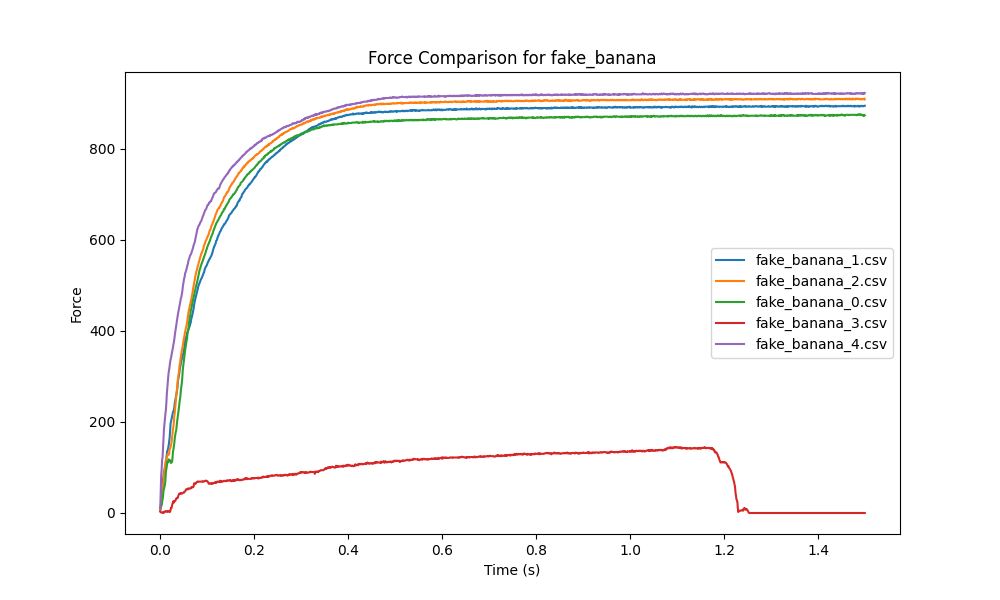 Force Comparison for fake_banana
Force
800
600
400
200
0
fake_banana_1.csv
fake_banana_2.csv
fake_banana_0.csv
fake_banana_3.csv
fake_banana_4.csv
0.0 0.2 0.4 0.6 0.8 1.0 1.2 1.4
Time (s)